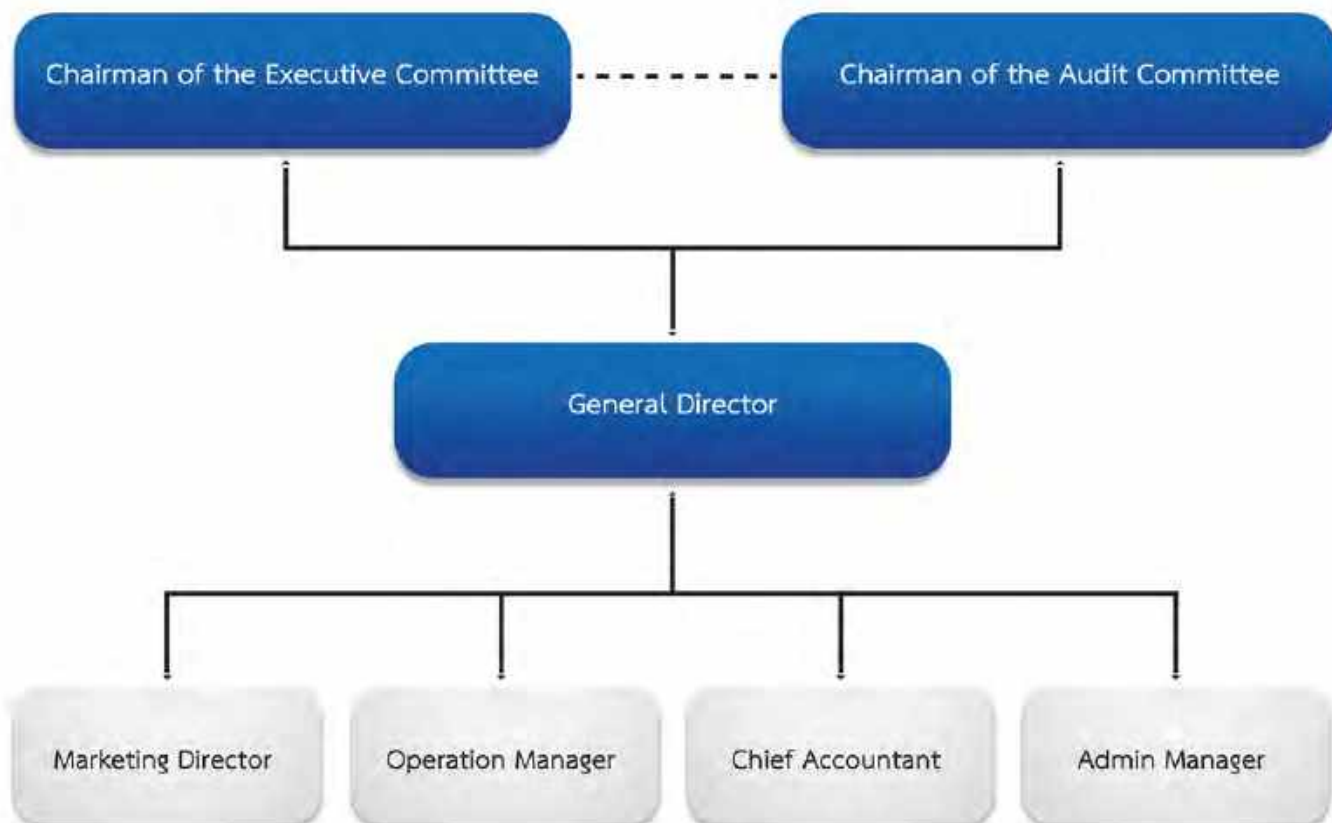 Chairman of the Executive Committee
Chairman of the Audit Committee
General Director
Marketing Director
Operation Manager
Chief Accountant
Admin Manager